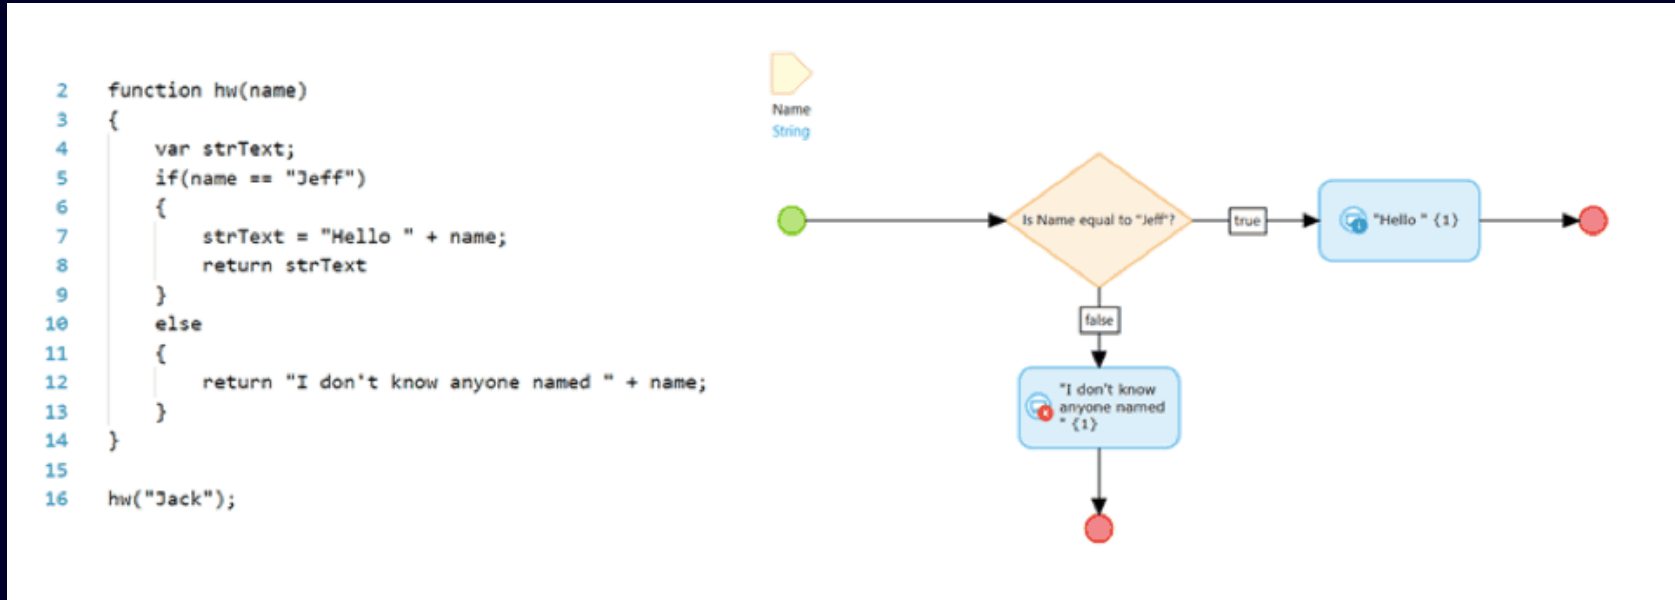 2 function hw(name)
3 {
4 var strText;
5 if(name == "Jeff")
6 {
7 strText = "Hello " + name;
8 return strText
9 }
10 else
11 {
12 return "I don't know anyone named " + name;
13 }
14 }
15
16 hw("Jack");
Name
String
Is Name equal to "Jeff"?
true
"Hello " {1}
false
"I don't know
anyone named
" {1}